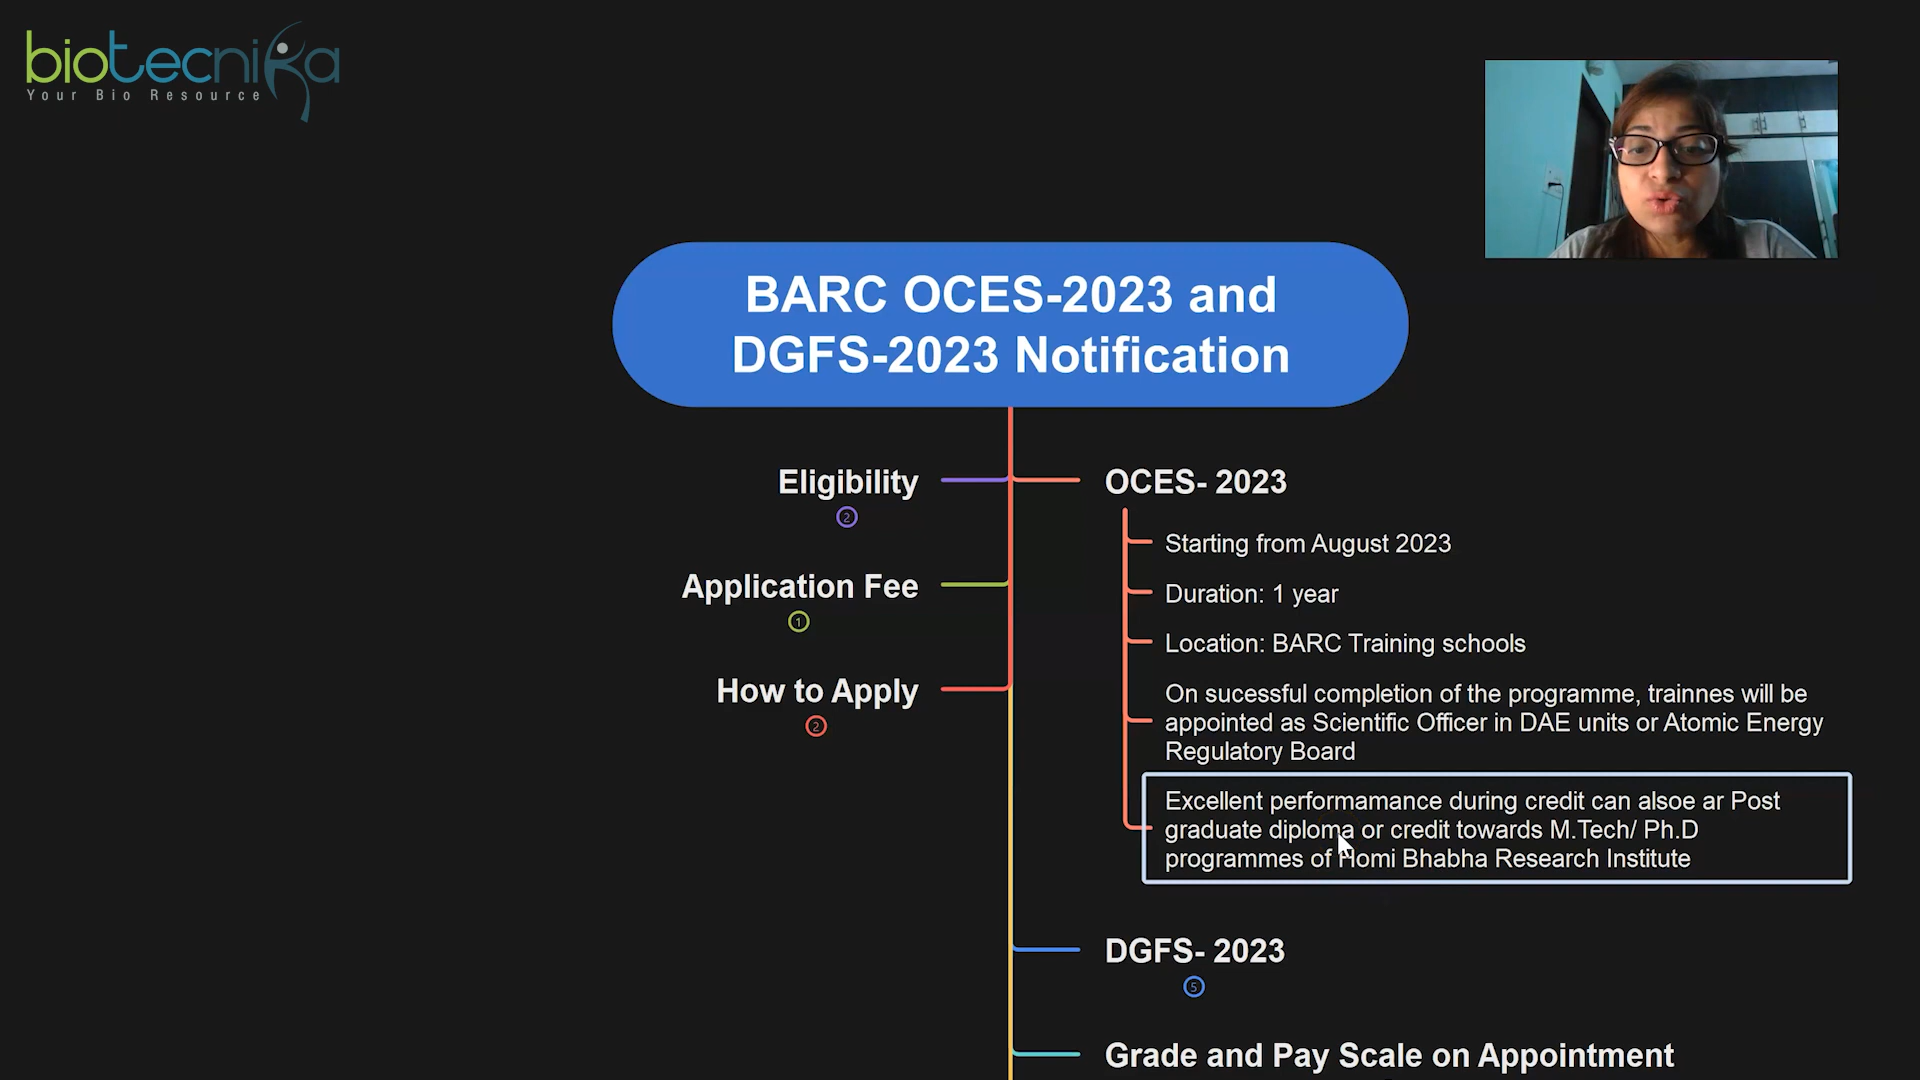 biotecnika
Your Bio Resource
BARC OCES-2023 and
DGFS-2023 Notification
Eligibility
2
Application Fee
1
How to Apply
2
OCES- 2023
Starting from August 2023
Duration: 1 year
Location: BARC Training schools
On sucessful completion of the programme, trainnes will be
appointed as Scientific Officer in DAE units or Atomic Energy
Regulatory Board
Excellent performamance during credit can alsoe ar Post
graduate diploma or credit towards M.Tech/ Ph.D
programmes of Homi Bhabha Research Institute
DGFS- 2023
5
Grade and Pay Scale on Appointment